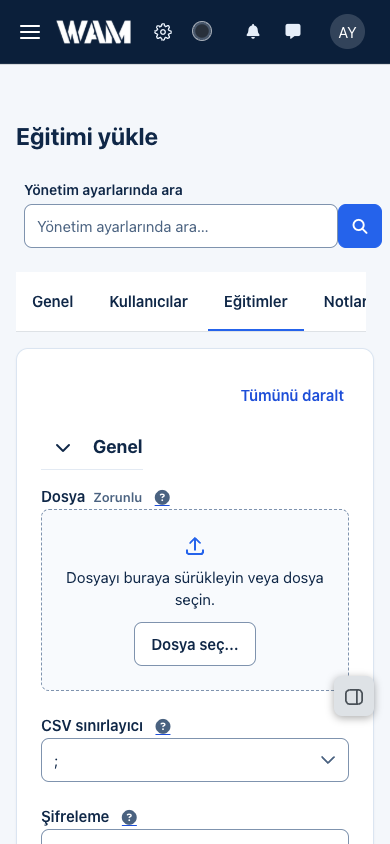 WAM
AY
Eğitimi yükle
Yönetim ayarlarında ara
Yönetim ayarlarında ara...
Genel
Kullanıcılar
Eğitimler
Notlar
Tümünü daralt
Genel
Dosya Zorunlu ?
Dosyayı buraya sürükleyin veya dosya
seçin.
Dosya seç...
CSV sınırlayıcı ?
;
Şifreleme ?